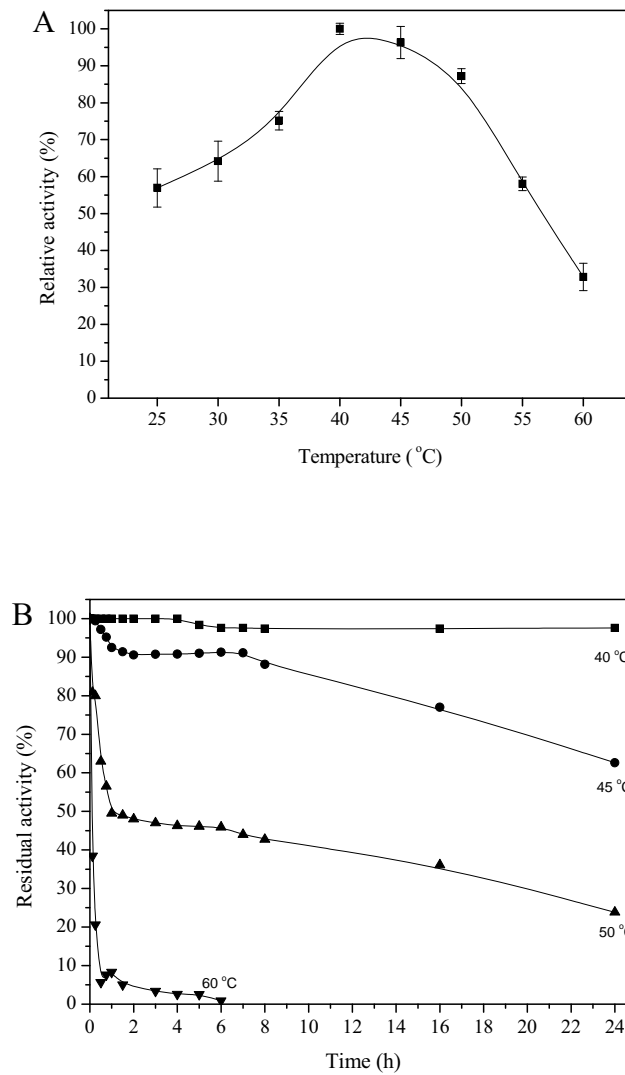 A
100
90
80
70
60
50
40
30
20
10
0
Relative activity (%)
25 30 35 40 45 50 55 60
Temperature (°C)
B
100
90
80
70
60
50
40
30
20
10
0
Residual activity (%)
40 °C
45 °C
50 °C
60 °C
0 2 4 6 8 10 12 14 16 18 20 22 24
Time (h)